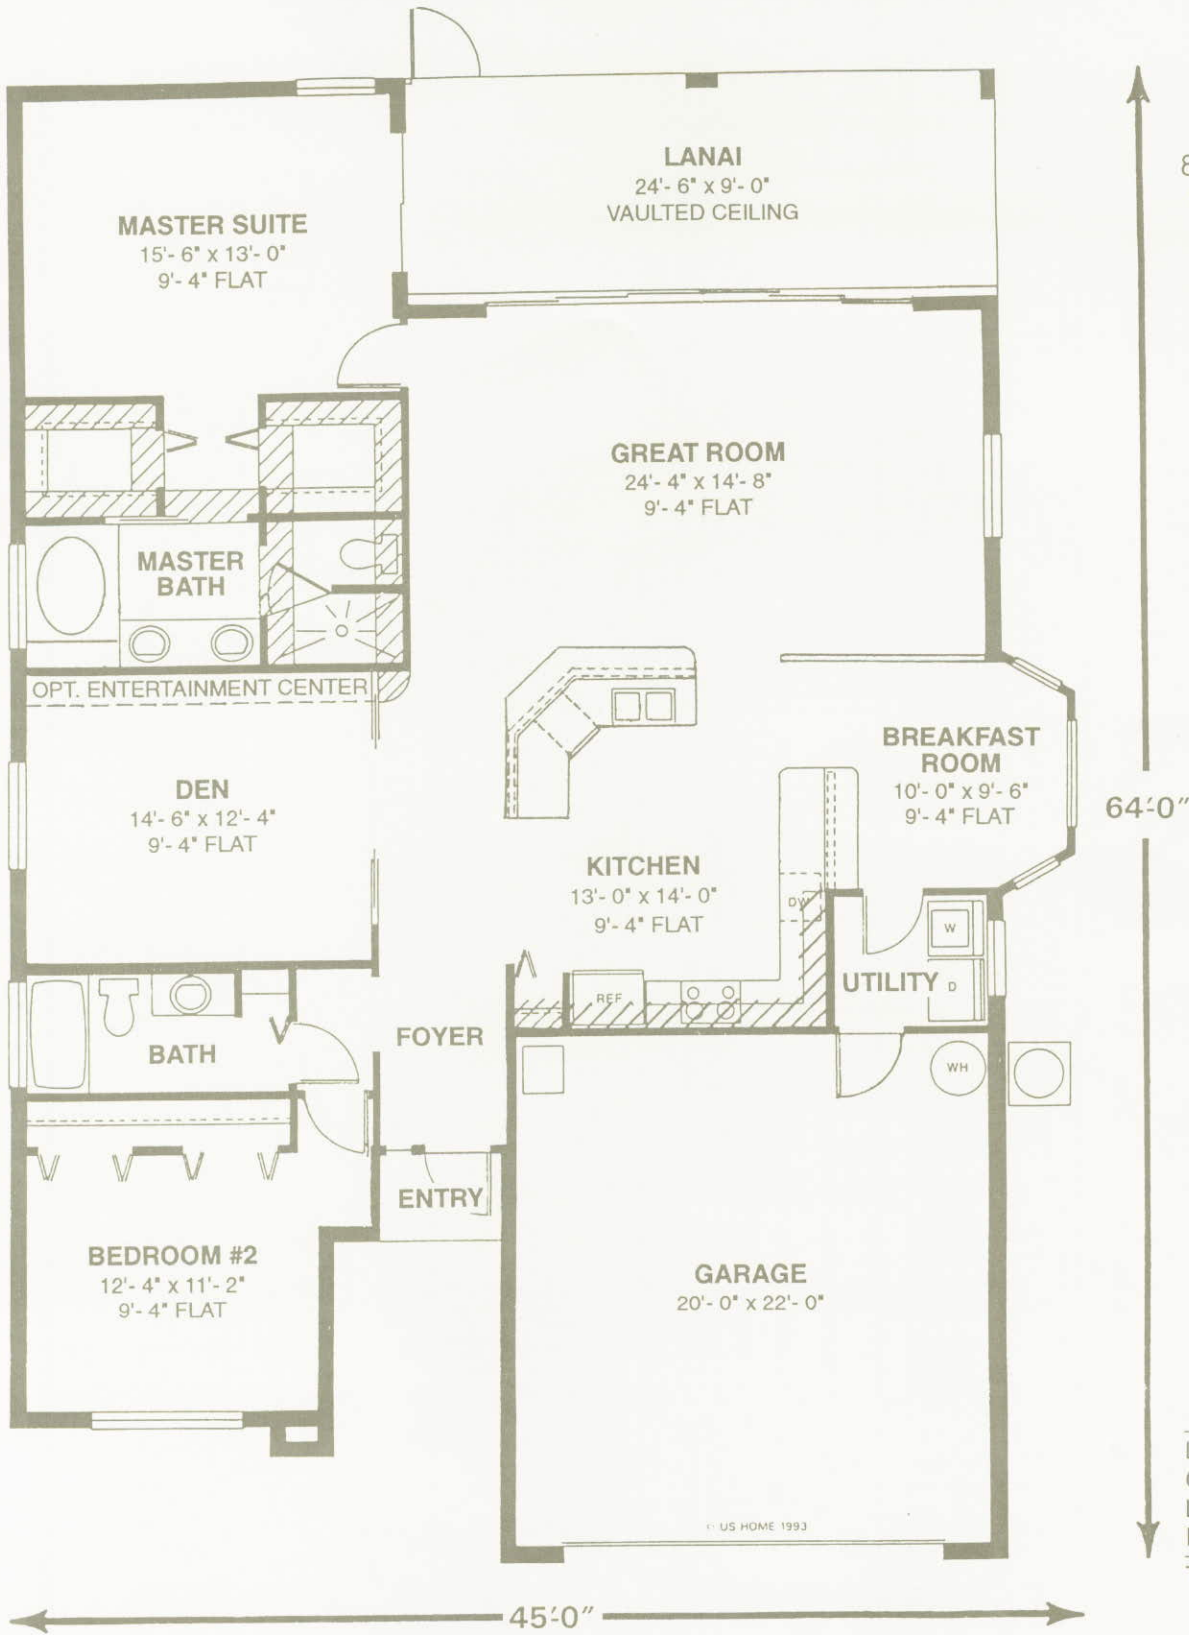 LANAI
24'- 6" x 9'- 0"
VAULTED CEILING
8
MASTER SUITE
15'- 6" x 13'- 0"
9'- 4" FLAT
GREAT ROOM
24'- 4" x 14'- 8"
9'- 4" FLAT
MASTER
BATH
OPT. ENTERTAINMENT CENTER
BREAKFAST
ROOM
10'- 0" x 9'- 6"
9'- 4" FLAT
DEN
14'- 6" x 12'- 4"
9'- 4" FLAT
64'-0"
KITCHEN
13'- 0" x 14'- 0"
9'- 4" FLAT
DW
W
UTILITY
D
REF
BATH
FOYER
WH
ENTRY
BEDROOM #2
12'- 4" x 11'- 2"
9'- 4" FLAT
GARAGE
20'- 0" x 22'- 0"
© US HOME 1993
45'-0"